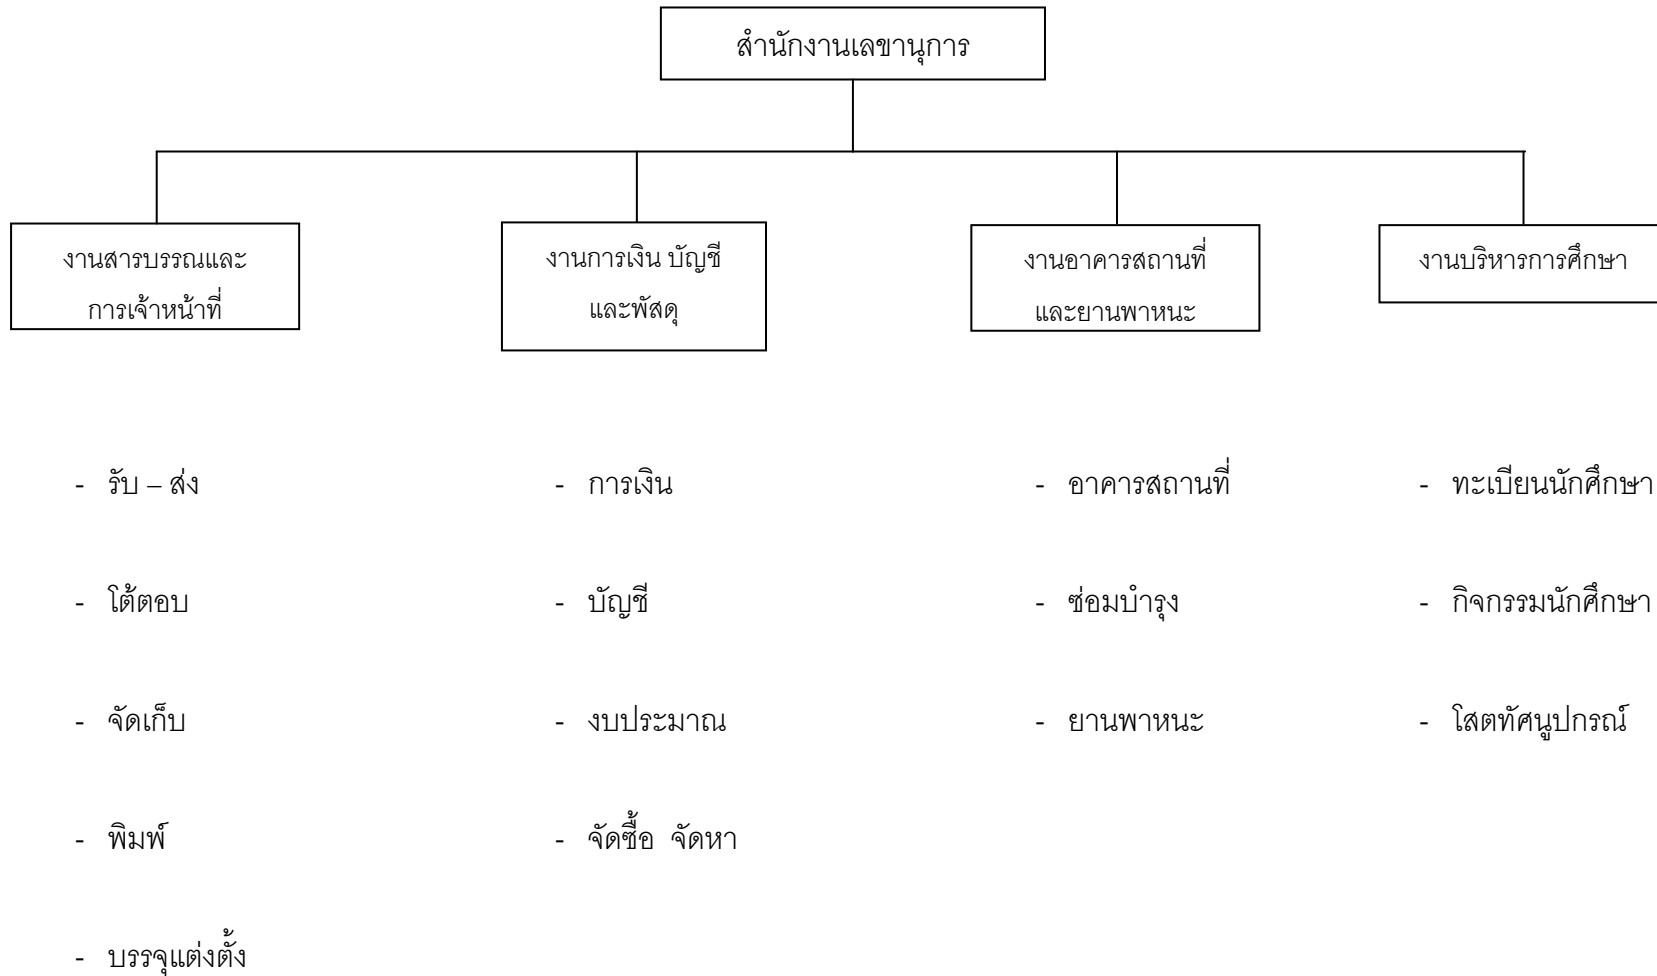 สำนักงานเลขานุการ
งานสารบรรณและ
การเจ้าหน้าที่
งานการเงิน บัญชี
และพัสดุ
งานอาคารสถานที่
และยานพาหนะ
งานบริหารการศึกษา
- รับ – ส่ง
- โต้ตอบ
- จัดเก็บ
- พิมพ์
- บรรจุแต่งตั้ง
- การเงิน
- บัญชี
- งบประมาณ
- จัดซื้อ จัดหา
- อาคารสถานที่
- ซ่อมบำรุง
- ยานพาหนะ
- ทะเบียนนักศึกษา
- กิจกรรมนักศึกษา
- โสตทัศนูปกรณ์